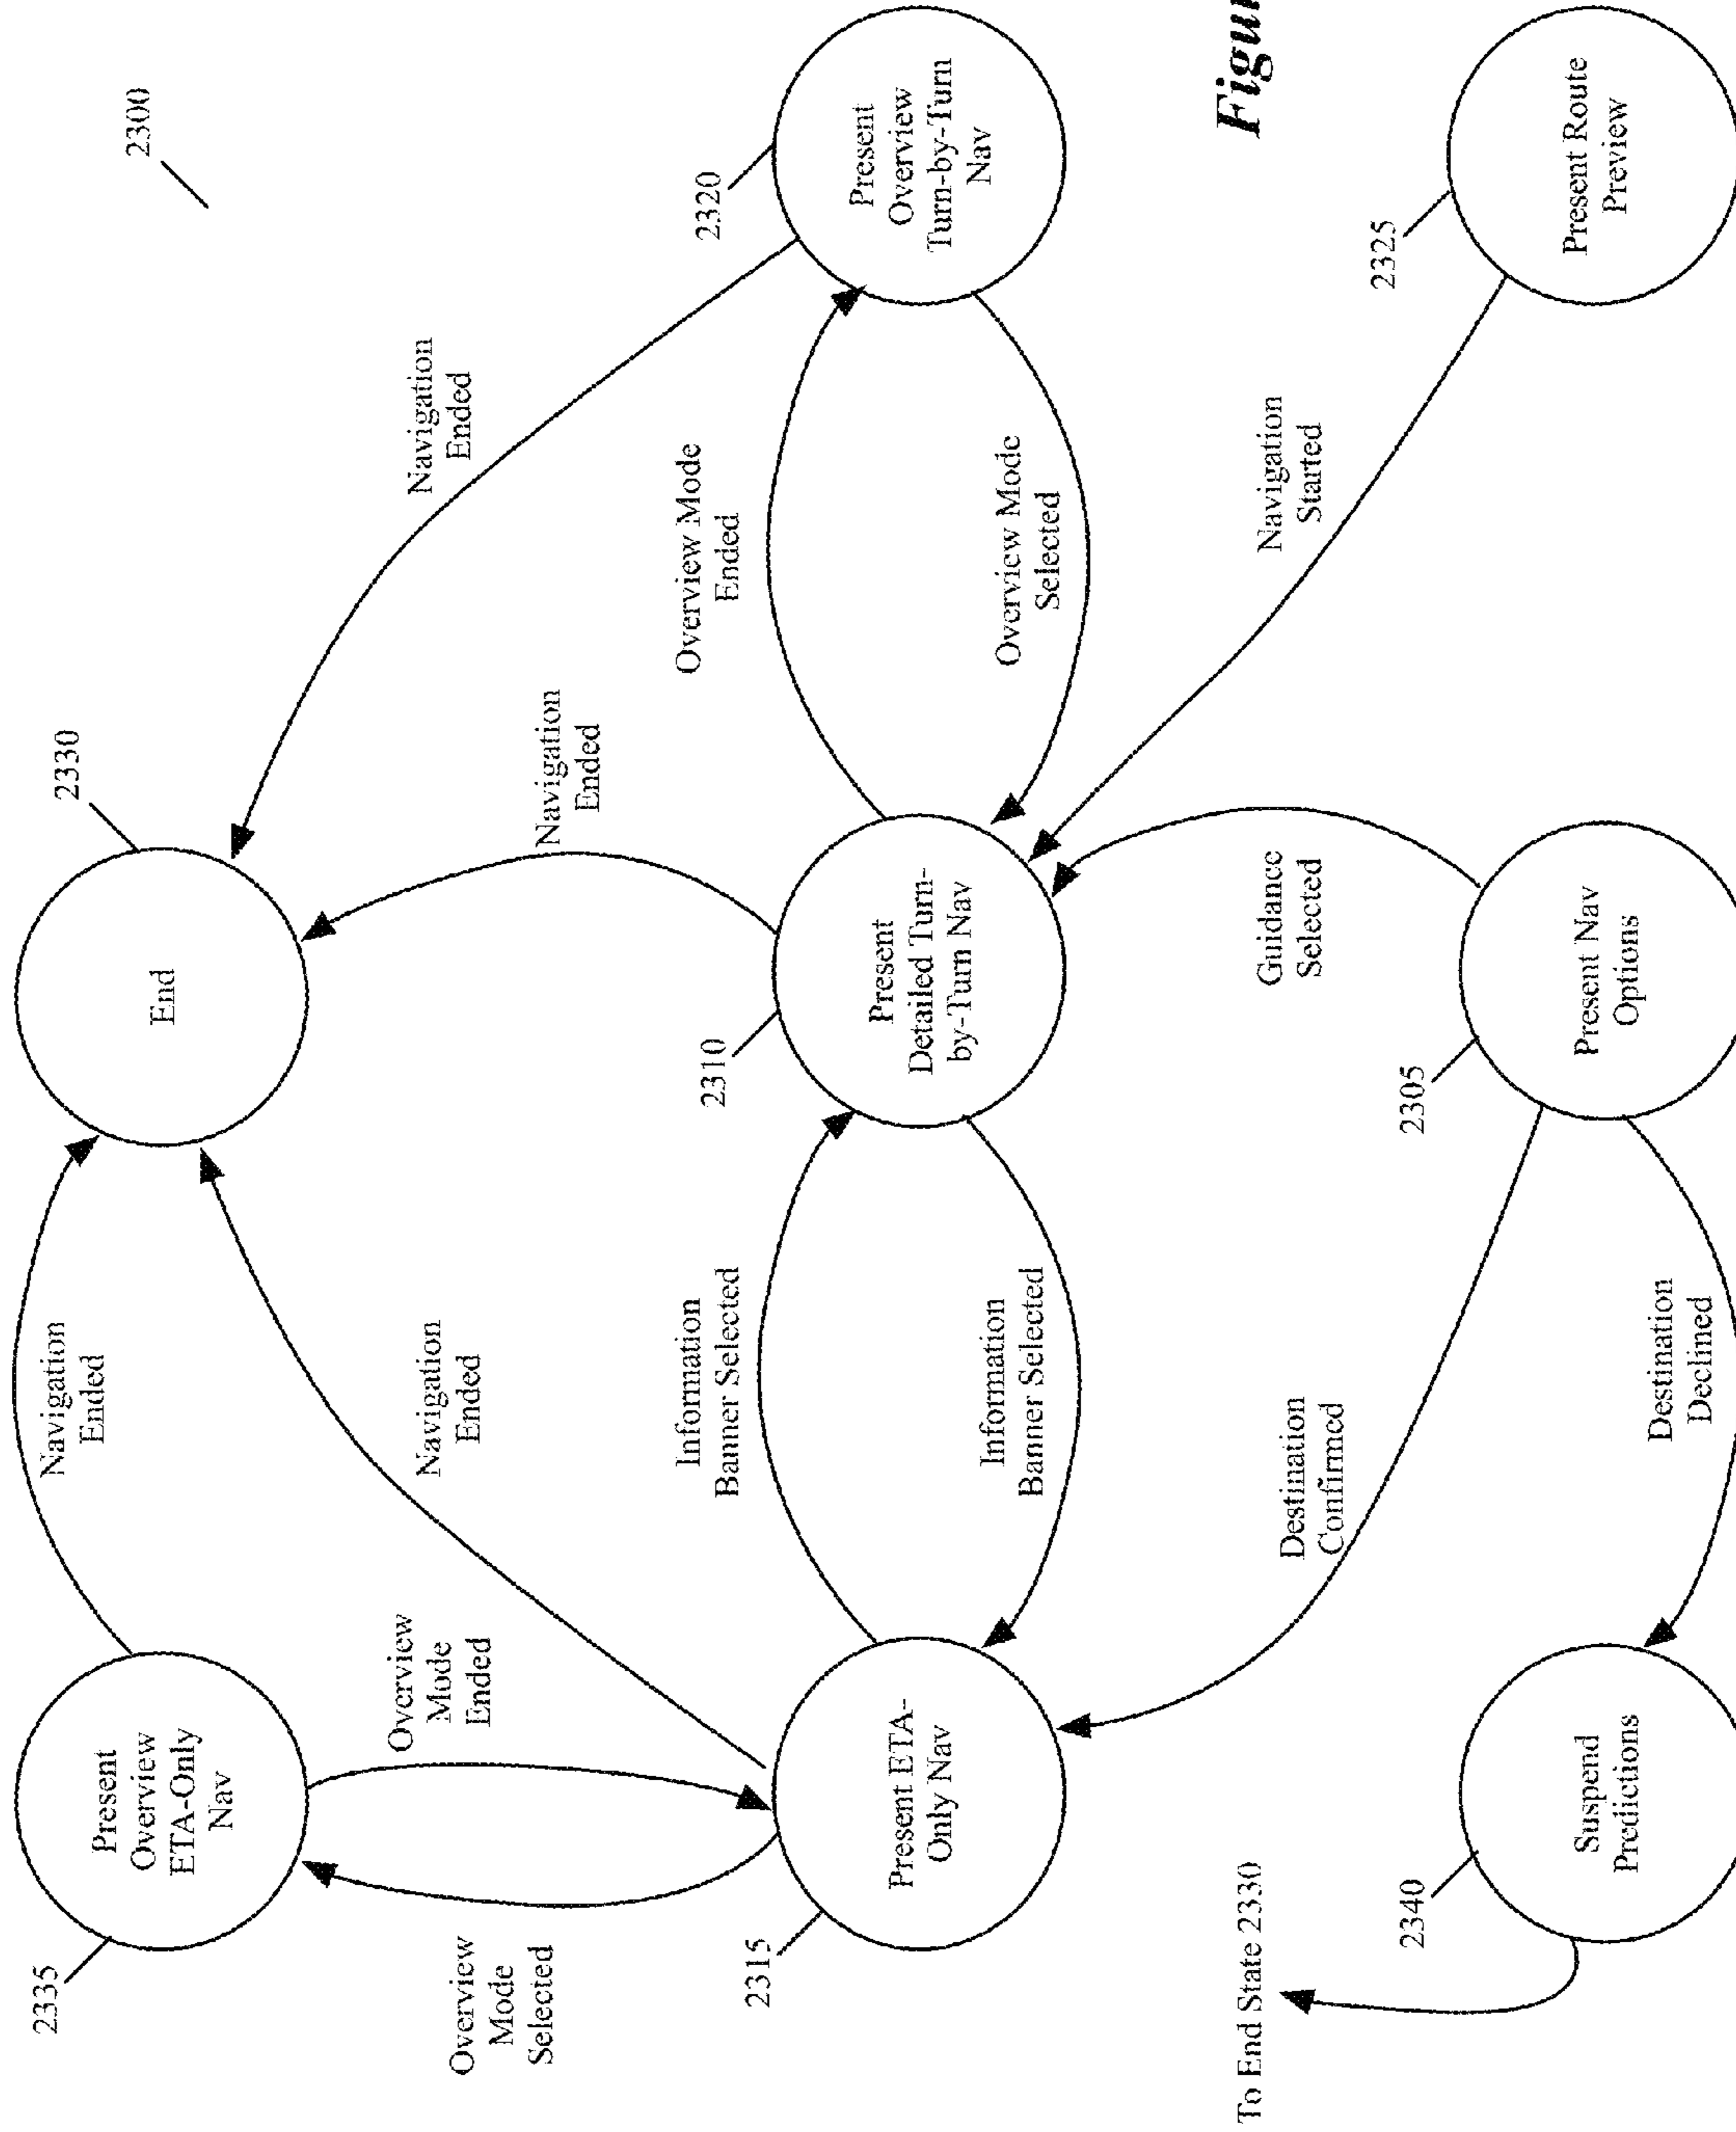 2335
Present
Overview
ETA-Only
Nav
Navigation
Ended
2330
End
2300
Overview
Mode
Selected
Overview
Mode
Ended
Navigation
Ended
Navigation
Ended
Navigation
Ended
Information
Banner Selected
Overview Mode
Ended
2315
Present ETA-
Only Nav
2310
Present
Detailed Turn-
by-Turn Nav
2320
Present
Overview
Turn-by-Turn
Nav
Information
Banner Selected
Overview Mode
Selected
To End State 2330
Destination
Confirmed
Guidance
Selected
Navigation
Started
Figur
2340
Suspend
Predictions
Destination
Declined
2305
Present Nav
Options
2325
Present Route
Preview